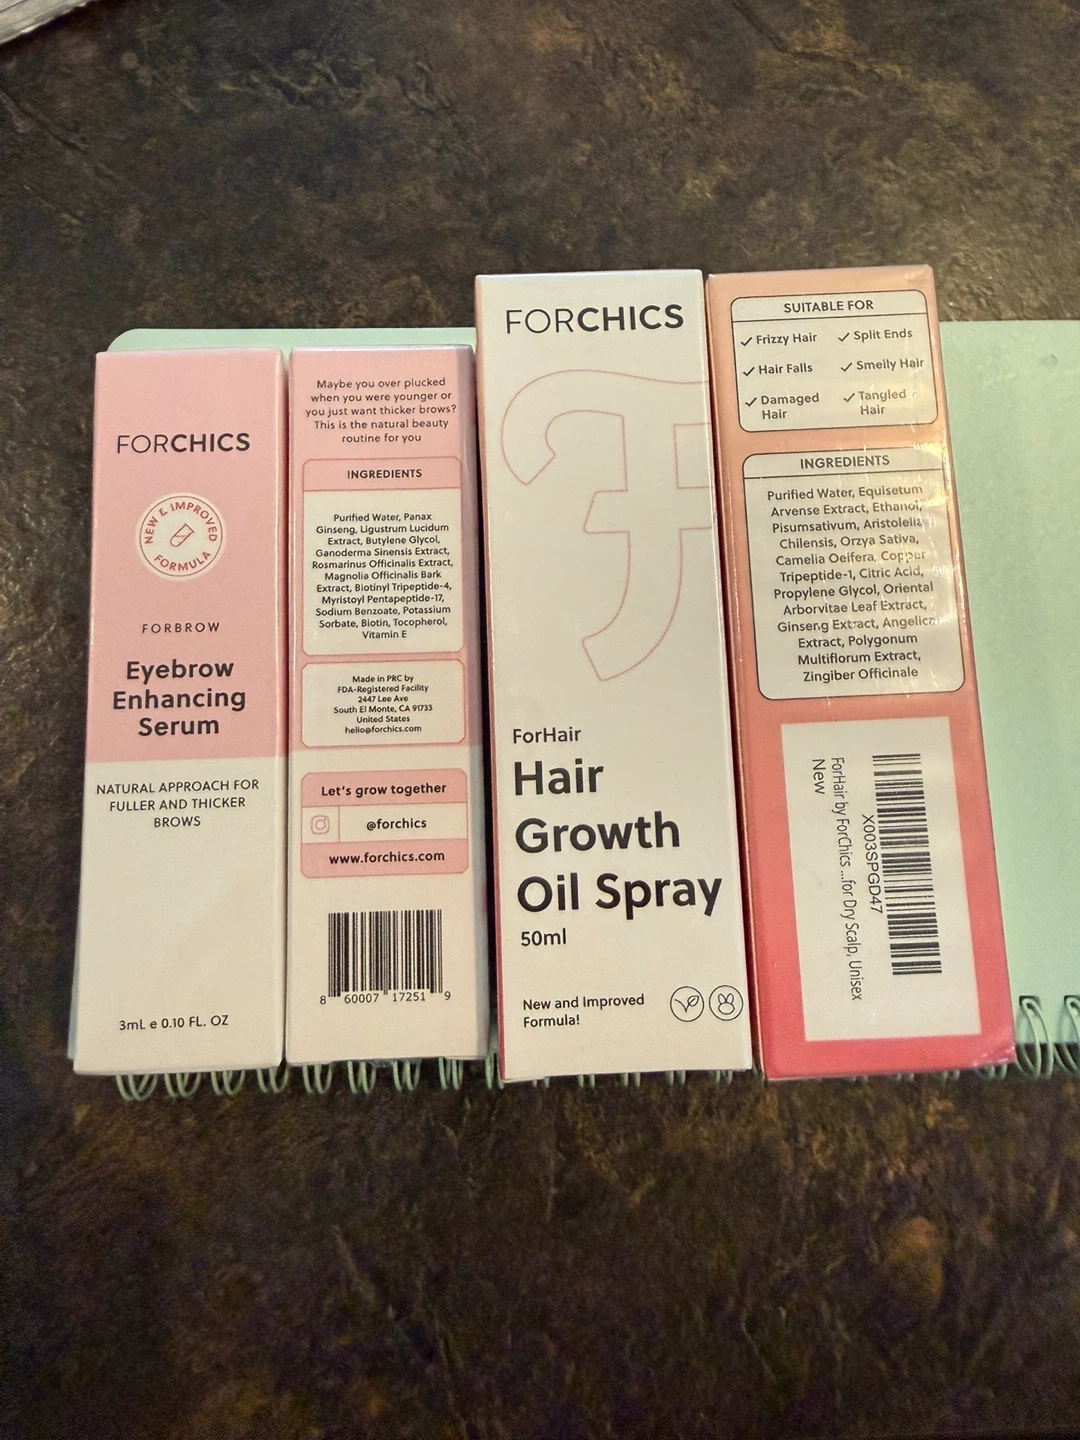 FORCHICS
NEW & IMPROVED
FORMULA
FORBROW
Eyebrow
Enhancing
Serum
NATURAL APPROACH FOR
FULLER AND THICKER
BROWS
3mL e 0.10 FL. OZ
Maybe you over plucked
when you were younger or
you just want thicker brows?
This is the natural beauty
routine for you
INGREDIENTS
Purified Water, Panax
Ginseng, Ligustrum Lucidum
Extract, Butylene Glycol,
Ganoderma Sinensis Extract,
Rosmarinus Officinalis Extract,
Magnolia Officinalis Bark
Extract, Biotinyl Tripeptide-4,
Myristoyl Pentapeptide-17,
Sodium Benzoate, Potassium
Sorbate, Biotin, Tocopherol,
Vitamin E
Made in PRC by
FDA-Registered Facility
2447 Lee Ave
South El Monte, CA 91733
United States
hello@forchics.com
Let's grow together
@forchics
www.forchics.com
8 60007 17251 9
FORCHICS
F
ForHair
Hair
Growth
Oil Spray
50ml
New and Improved
Formula!
SUITABLE FOR
Frizzy Hair
Split Ends
Hair Falls
Smelly Hair
Damaged
Hair
Tangled
Hair
INGREDIENTS
Purified Water, Equisetum
Arvense Extract, Ethanol,
Pisumsativum, Aristolelia
Chilensis, Orzya Sativa,
Camelia Oeifera, Copper
Tripeptide-1, Citric Acid,
Propylene Glycol, Oriental
Arborvitae Leaf Extract,
Ginseng Extract, Angelica
Extract, Polygonum
Multiflorum Extract,
Zingiber Officinale
X003SPGD47
ForHair by ForChics ...for Dry Scalp, Unisex
New